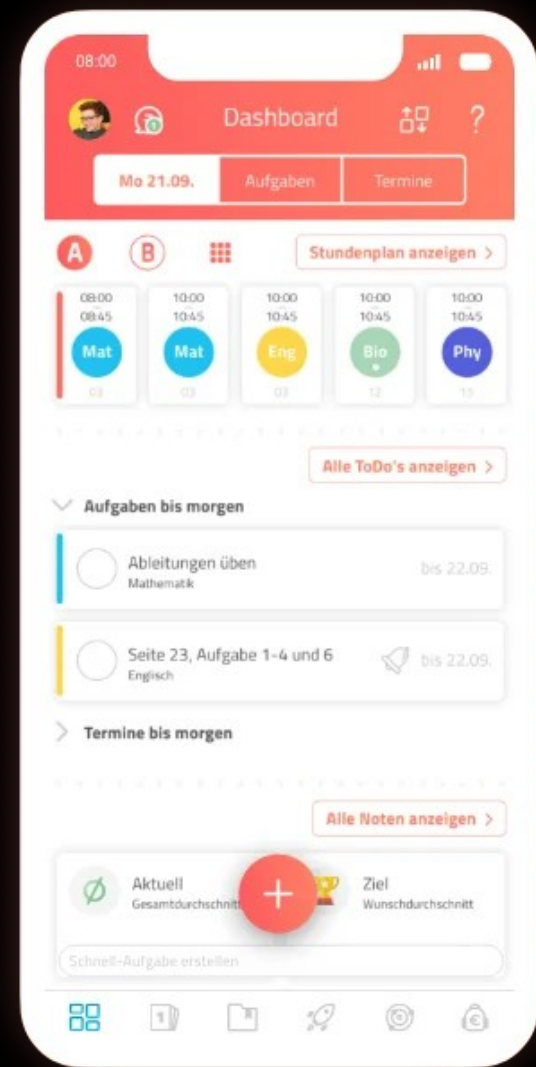 08:00
1
Dashboard
?
Mo 21.09.
Aufgaben
Termine
A
B
Stundenplan anzeigen >
08:00
08:45
Mat
03
10:00
10:45
Mat
03
10:00
10:45
Eng
03
10:00
10:45
Bio
12
10:00
10:45
Phy
Alle ToDo's anzeigen >
Aufgaben bis morgen
Ableitungen üben
Mathematik
bis 22.09.
Seite 23, Aufgabe 1-4 und 6
Englisch
bis 22.09.
Termine bis morgen
Alle Noten anzeigen >
Ø
Aktuell
+
Ziel
Wunschdurchschnitt
Schnell-Aufgabe erstellen
1
€